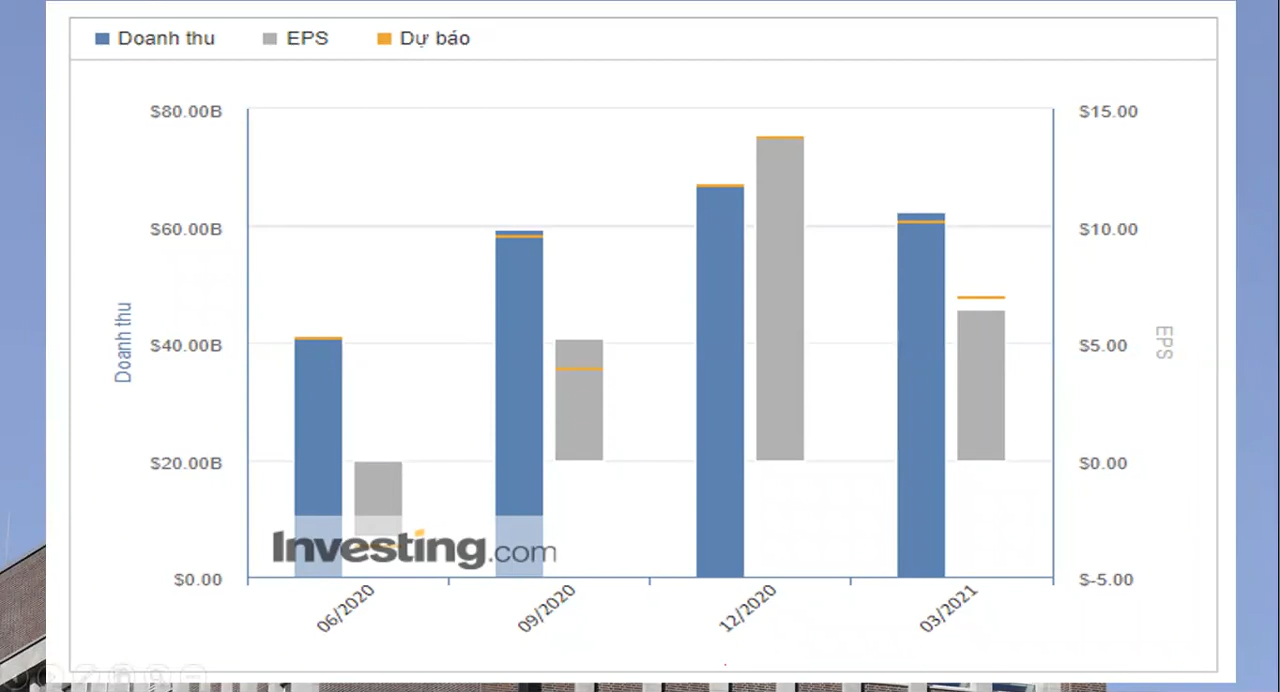 Doanh thu EPS Dự báo
$80.00B $15.00
$60.00B $10.00
$40.00B $5.00
$20.00B $0.00
$0.00 $-5.00
Doanh thu
EPS
Investing.com
06/2020 09/2020 12/2020 03/2021